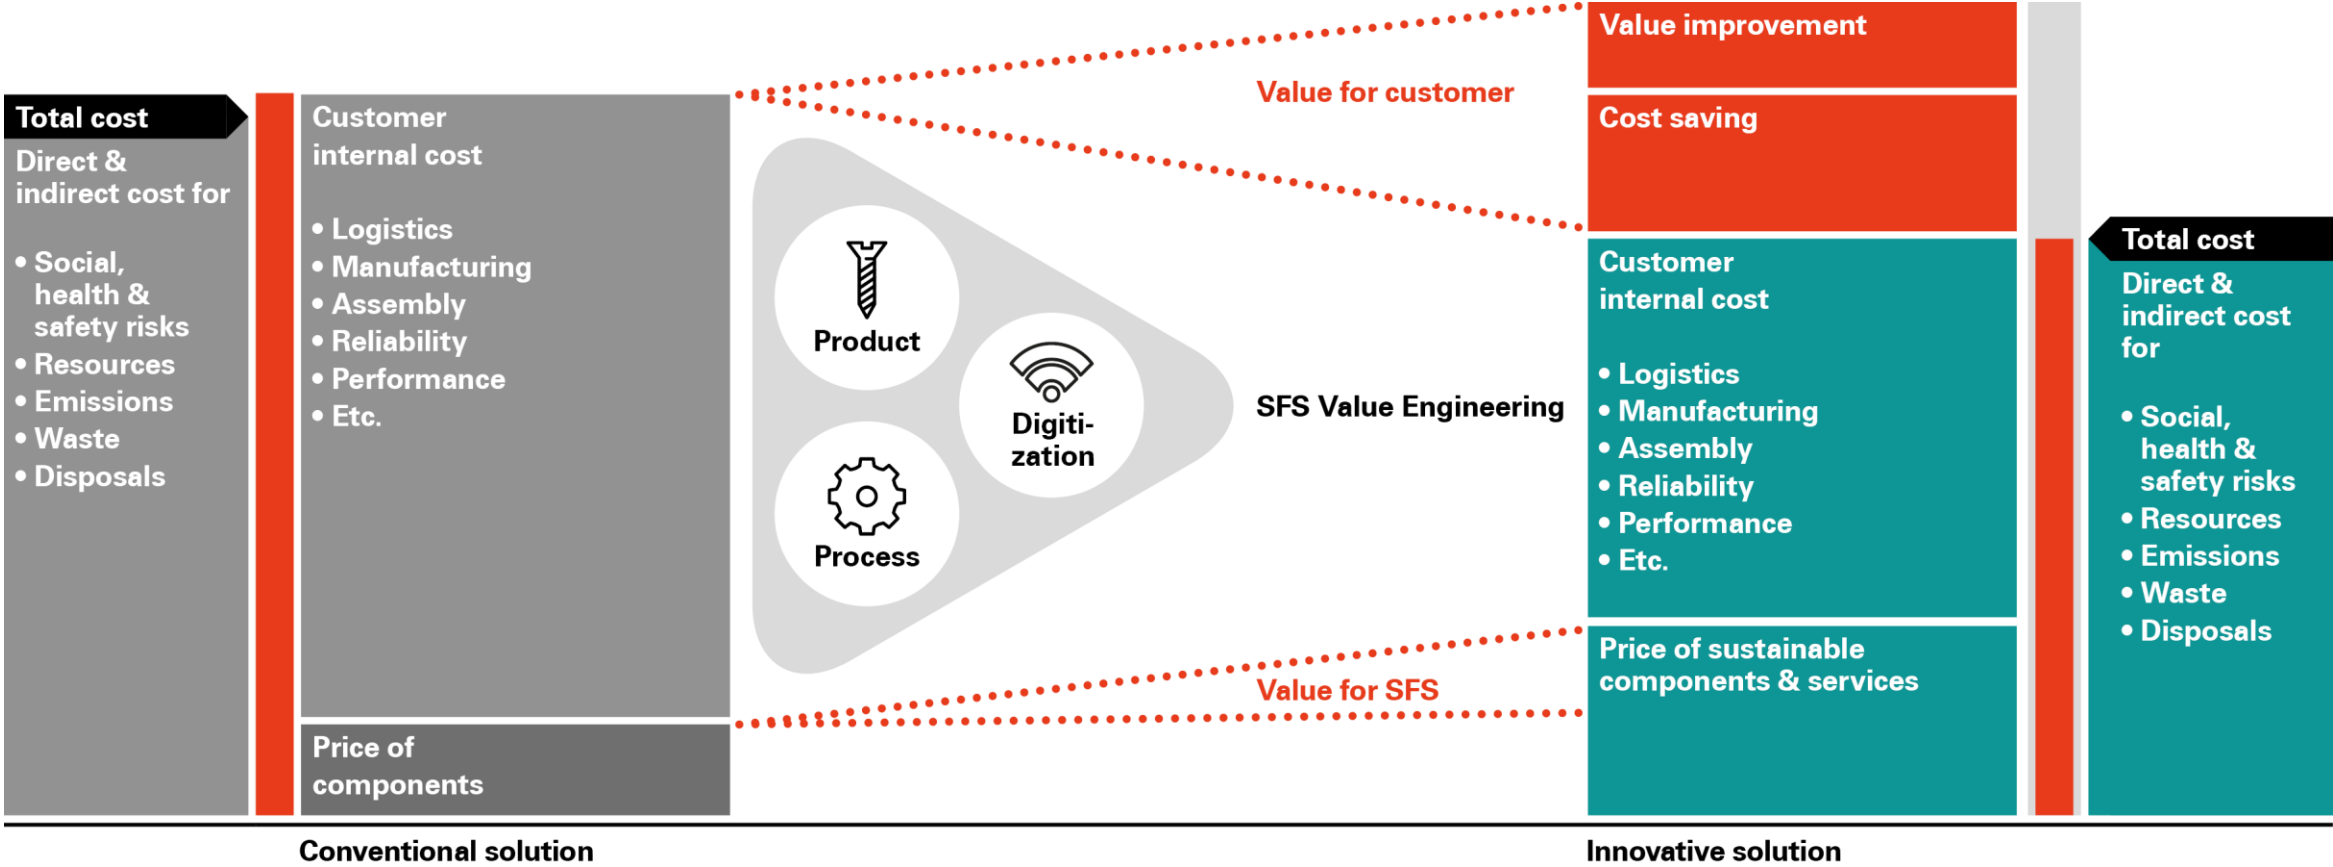 Total cost
Direct &
indirect cost for
• Social,
health &
safety risks
• Resources
• Emissions
• Waste
• Disposals
Customer
internal cost
• Logistics
• Manufacturing
• Assembly
• Reliability
• Performance
• Etc.
Price of
components
Conventional solution
Product
Process
Digiti-
zation
Value for customer
SFS Value Engineering
Value for SFS
Value improvement
Cost saving
Customer
internal cost
• Logistics
• Manufacturing
• Assembly
• Reliability
• Performance
• Etc.
Price of sustainable
components & services
Innovative solution
Total cost
Direct &
indirect cost
for
• Social,
health &
safety risks
• Resources
• Emissions
• Waste
• Disposals